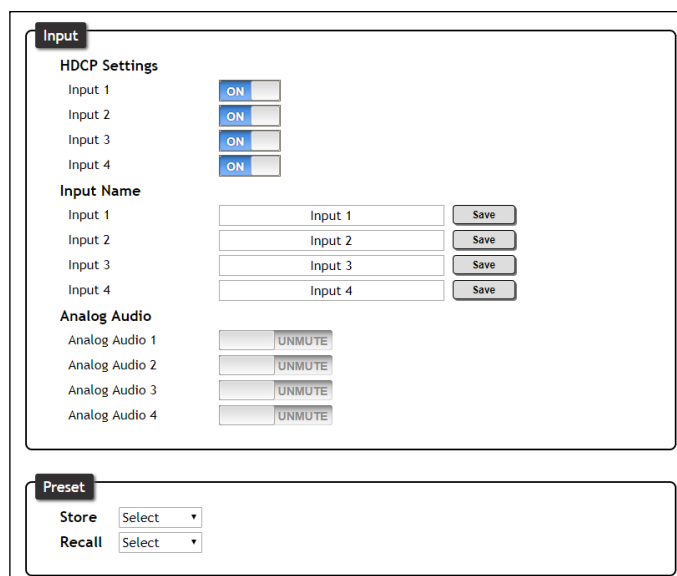 Input
HDCP Settings
Input 1 ON
Input 2 ON
Input 3 ON
Input 4 ON
Input Name
Input 1 Input 1 Save
Input 2 Input 2 Save
Input 3 Input 3 Save
Input 4 Input 4 Save
Analog Audio
Analog Audio 1 UNMUTE
Analog Audio 2 UNMUTE
Analog Audio 3 UNMUTE
Analog Audio 4 UNMUTE
Preset
Store Select
Recall Select